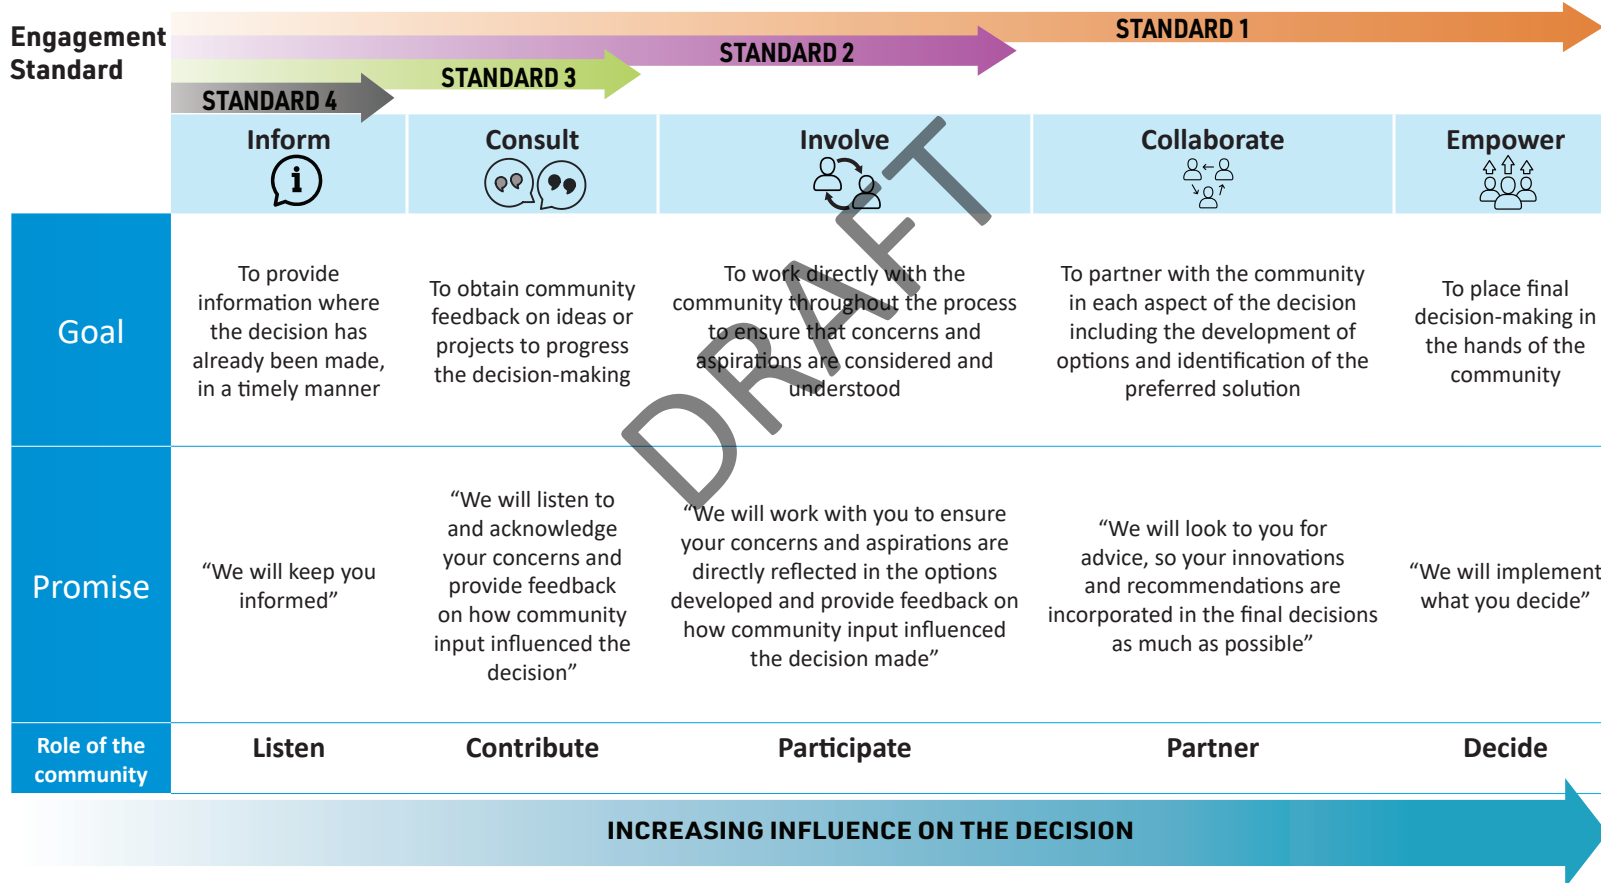 Engagement
Standard
STANDARD 1
STANDARD 2
STANDARD 3
STANDARD 4
Inform
Consult
Involve
Collaborate
Empower
i
Goal
To provide
information where
the decision has
already been made,
in a timely manner
To obtain community
feedback on ideas or
projects to progress
the decision-making
To work directly with the
community throughout the process
to ensure that concerns and
aspirations are considered and
understood
To partner with the community
in each aspect of the decision
including the development of
options and identification of the
preferred solution
To place final
decision-making in
the hands of the
community
DRAFT
Promise
“We will keep you
informed”
“We will listen to
and acknowledge
your concerns and
provide feedback
on how community
input influenced the
decision”
“We will work with you to ensure
your concerns and aspirations are
directly reflected in the options
developed and provide feedback on
how community input influenced
the decision made”
“We will look to you for
advice, so your innovations
and recommendations are
incorporated in the final decisions
as much as possible”
“We will implement
what you decide”
Role of the
community
Listen
Contribute
Participate
Partner
Decide
INCREASING INFLUENCE ON THE DECISION